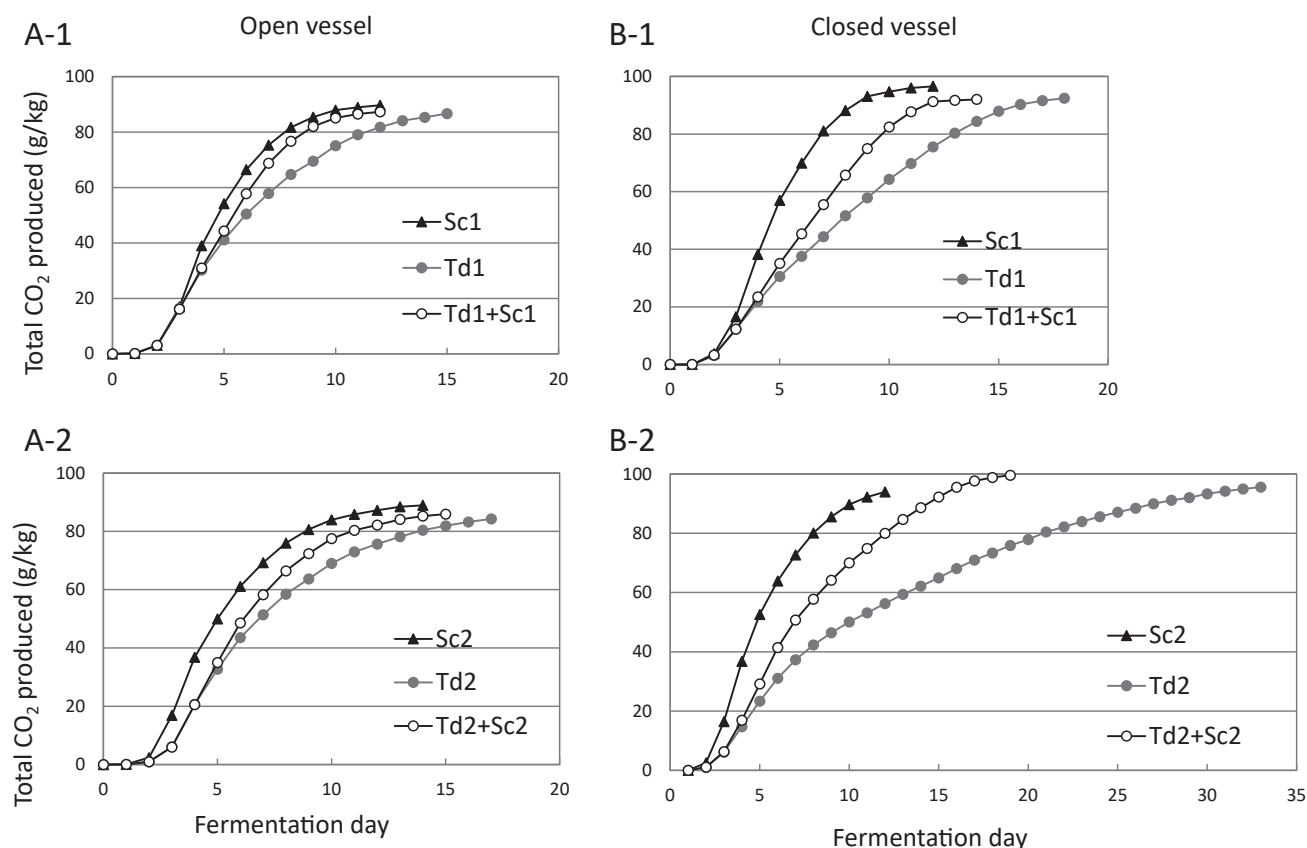 A-1
Open vessel
Total CO₂ produced (g/kg)
100
80
60
40
20
0
Sc1
Td1
Td1+Sc1
0 5 10 15 20
B-1
Closed vessel
100
80
60
40
20
0
Sc1
Td1
Td1+Sc1
0 5 10 15 20
A-2
Total CO₂ produced (g/kg)
100
80
60
40
20
0
Sc2
Td2
Td2+Sc2
0 5 10 15 20
Fermentation day
B-2
100
80
60
40
20
0
Sc2
Td2
Td2+Sc2
0 5 10 15 20 25 30 35
Fermentation day